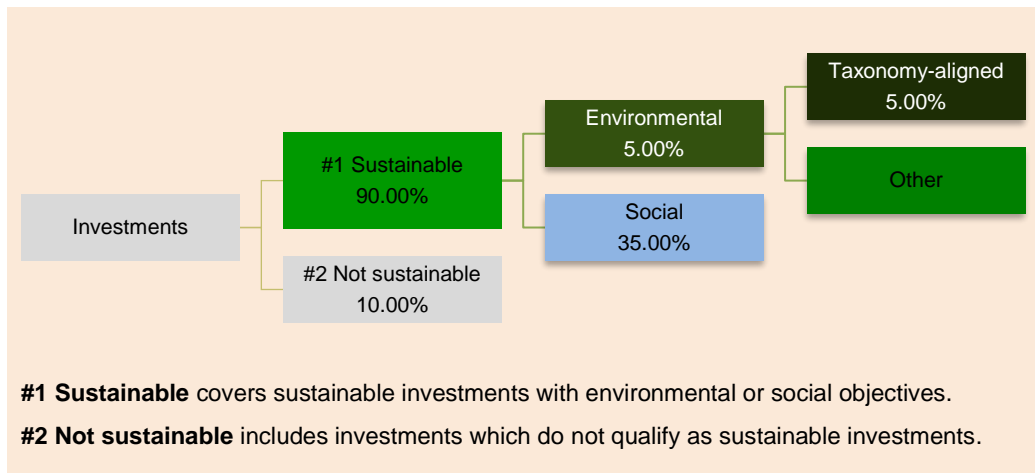 Taxonomy-aligned
5.00%
Environmental
5.00%
#1 Sustainable
90.00%
Other
Social
35.00%
Investments
#2 Not sustainable
10.00%
#1 Sustainable covers sustainable investments with environmental or social objectives.
#2 Not sustainable includes investments which do not qualify as sustainable investments.